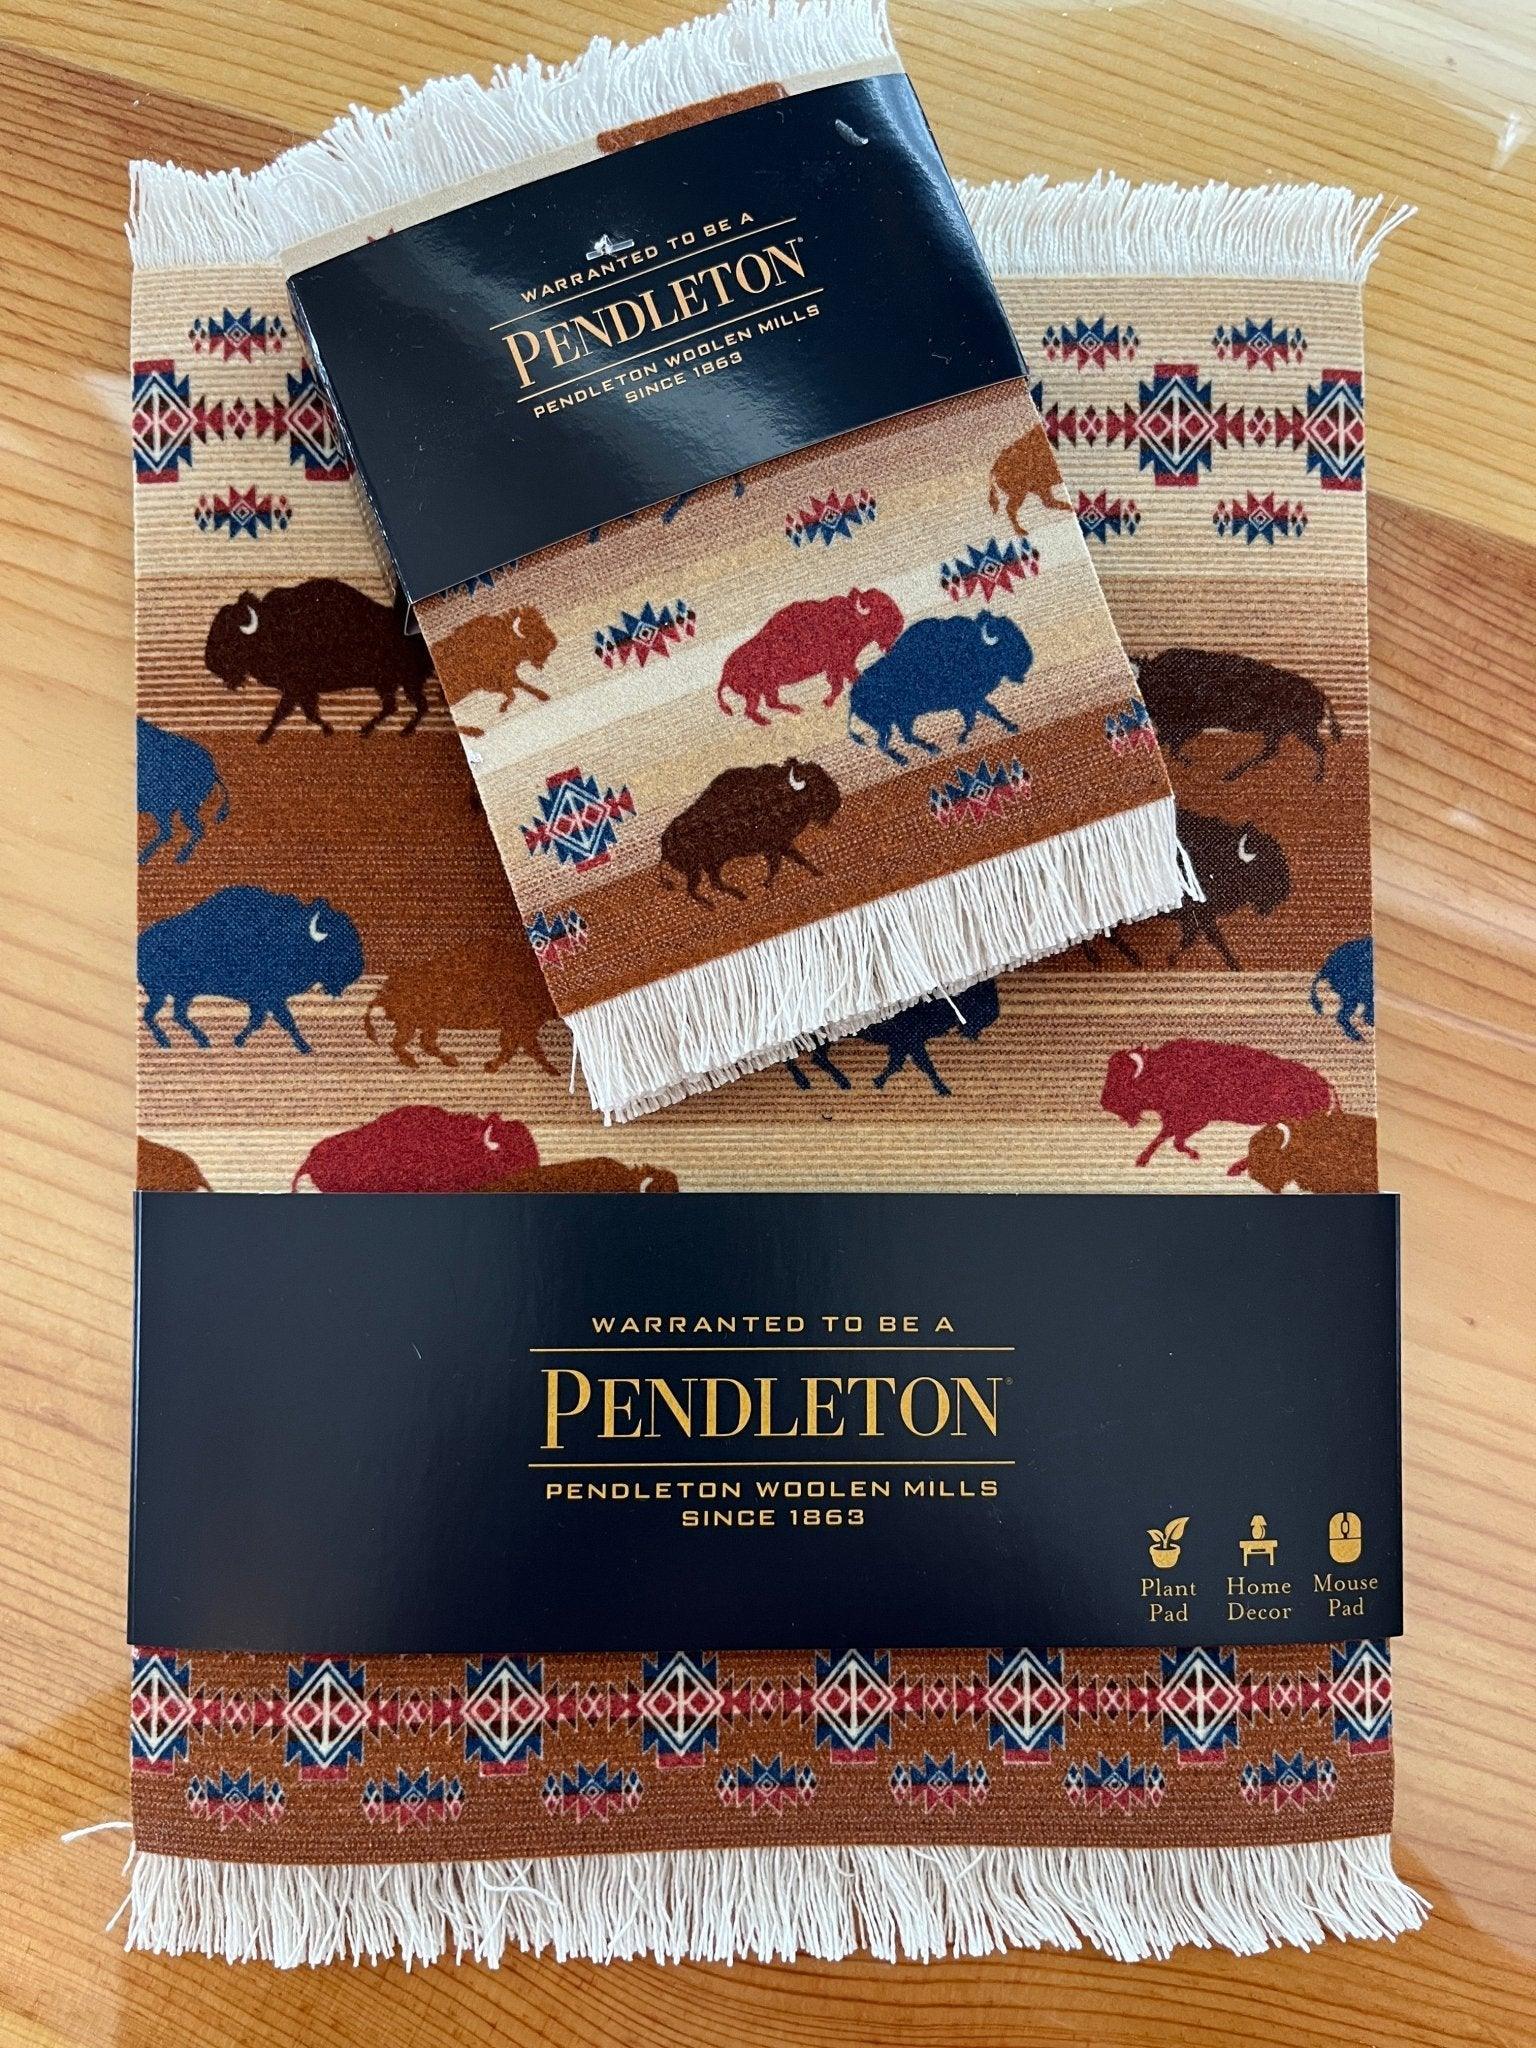 WARRANTED TO BE A
PENDLETON®
PENDLETON WOOLEN MILLS
SINCE 1863
WARRANTED TO BE A
PENDLETON®
PENDLETON WOOLEN MILLS
SINCE 1863
Plant
Pad
Home
Decor
Mouse
Pad